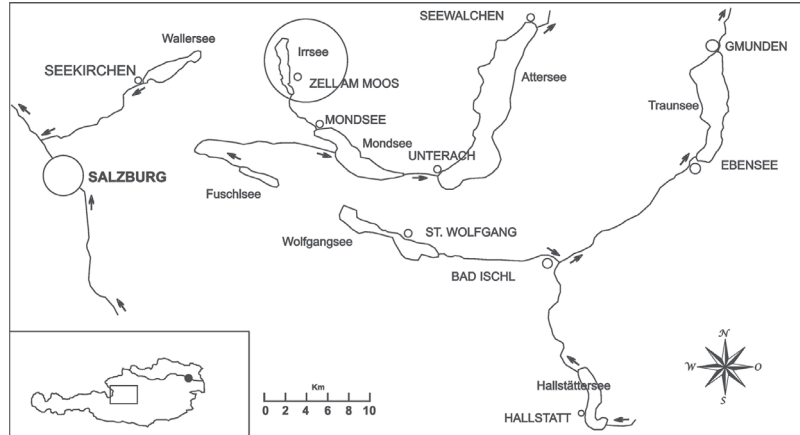 SEEWALCHEN
Wallersee
Irrsee
GMUNDEN
SEEKIRCHEN
ZELL AM MOOS
Attersee
Traunsee
MONDSEE
Mondsee
UNTERACH
EBENSEE
SALZBURG
Fuschlsee
ST. WOLFGANG
Wolfgangsee
BAD ISCHL
N
W
O
S
Km
0 2 4 6 8 10
Hallstättersee
HALLSTATT